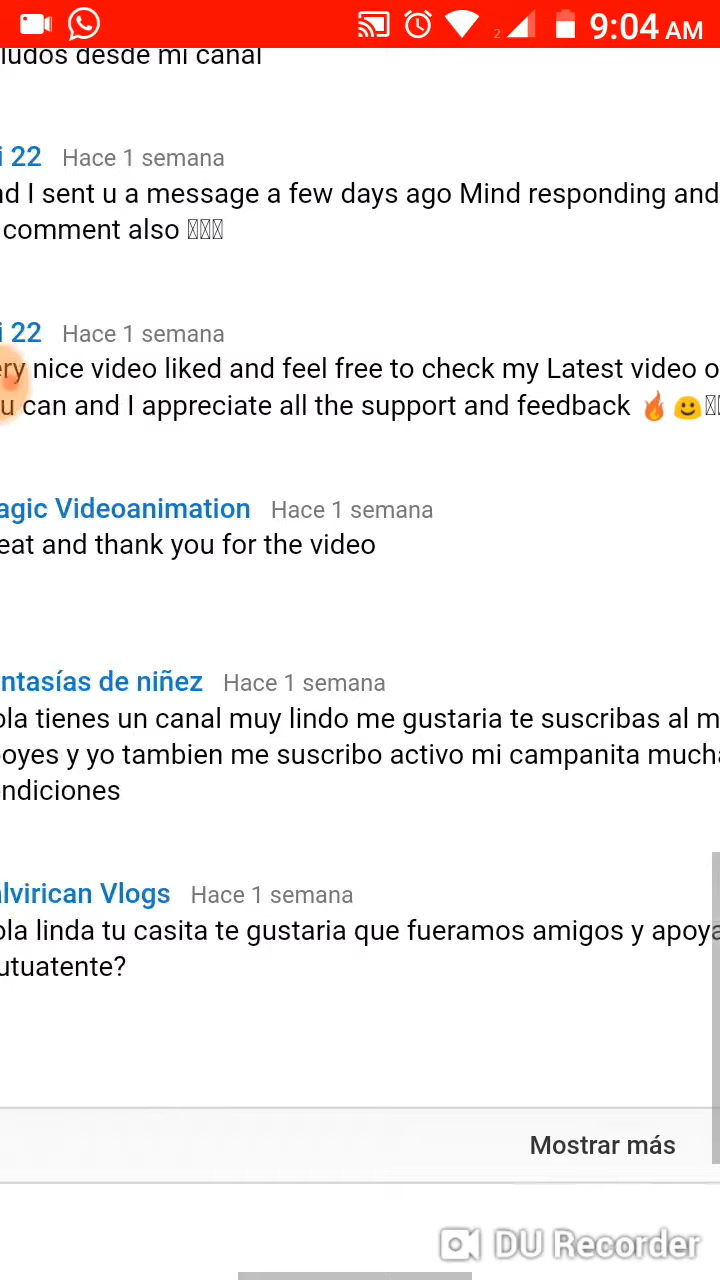 2 9:04 AM
ludos desde mi canal
i 22 Hace 1 semana
nd I sent u a message a few days ago Mind responding and
comment also
i 22 Hace 1 semana
ery nice video liked and feel free to check my Latest video o
u can and I appreciate all the support and feedback 🔥🙂
agic Videoanimation Hace 1 semana
eat and thank you for the video
ntasías de niñez Hace 1 semana
ola tienes un canal muy lindo me gustaria te suscribas al m
oyes y yo tambien me suscribo activo mi campanita mucha
ndiciones
alvirican Vlogs Hace 1 semana
ola linda tu casita te gustaria que fueramos amigos y apoya
utuatente?
Mostrar más
DU Recorder